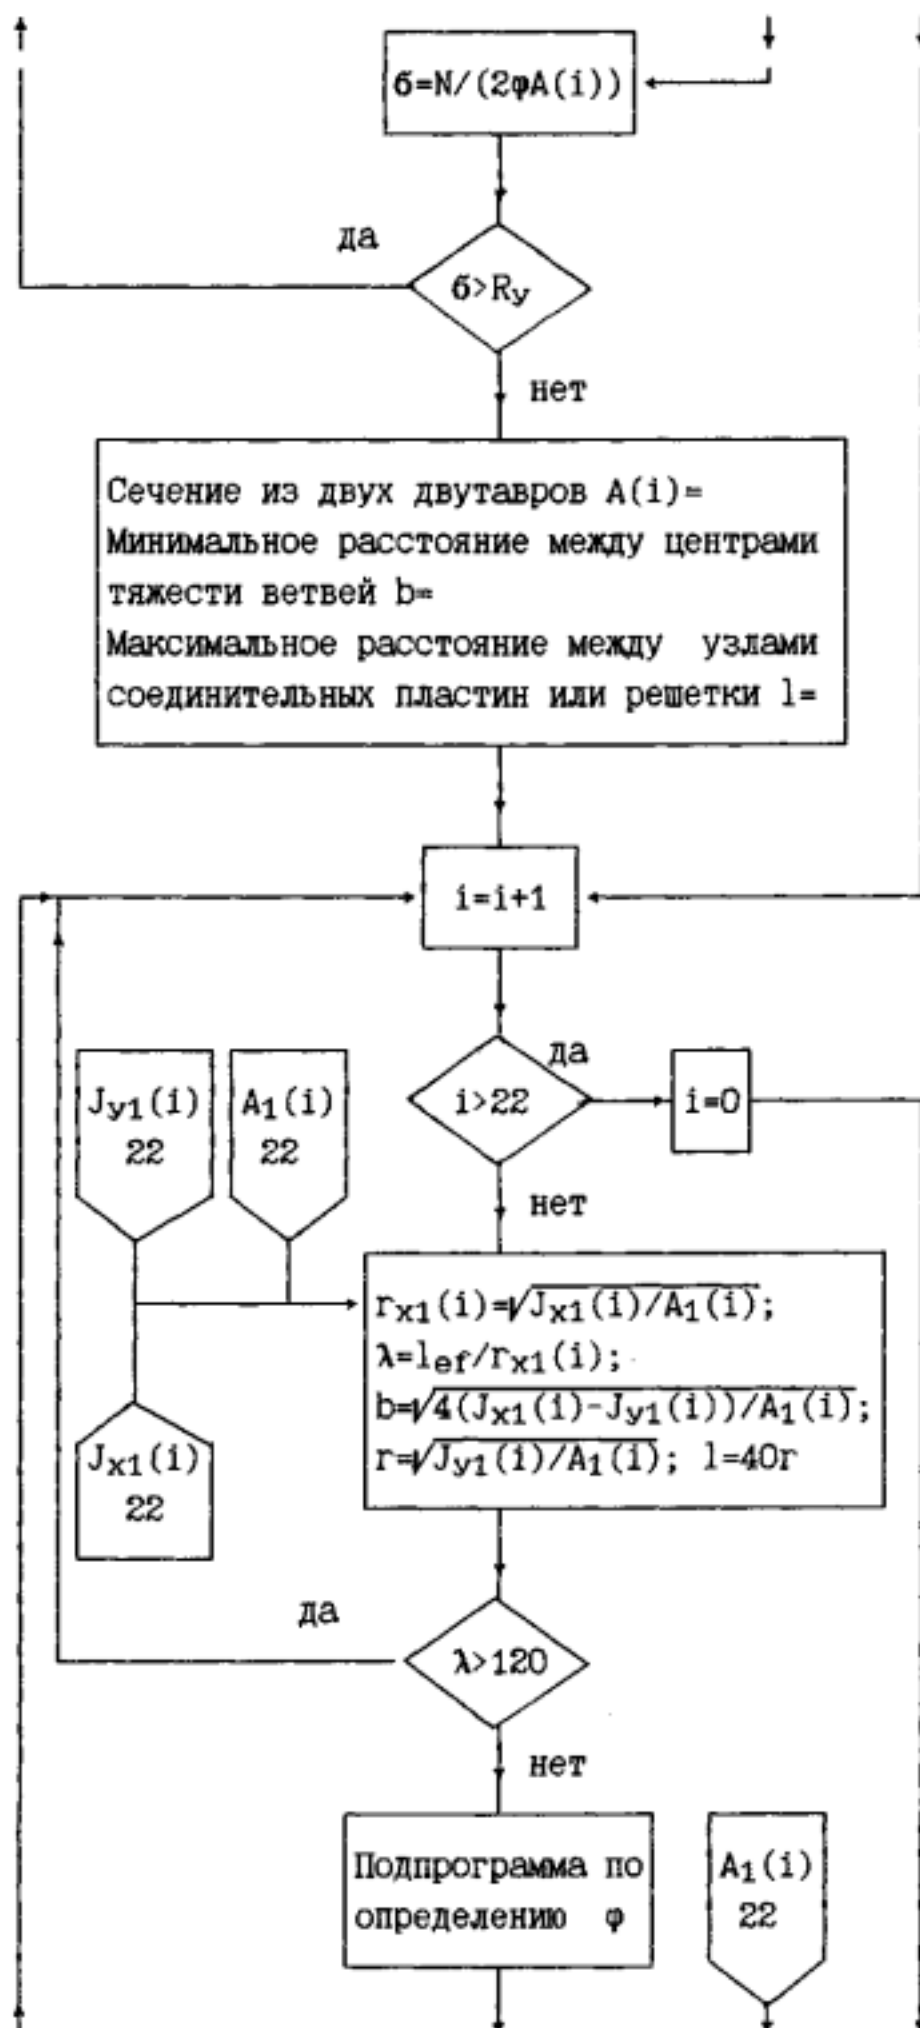 б=N/(2φA(i))
да
б>Rу
нет
Сечение из двух двутавров A(i)=
Минимальное расстояние между центрами
тяжести ветвей b=
Максимальное расстояние между узлами
соединительных пластин или решетки l=
i=i+1
да
i>22
i=0
Jy1(i)
22
A1(i)
22
нет
rx1(i)=√Jx1(i)/A1(i);
λ=lef/rx1(i);
b=√4(Jx1(i)-Jy1(i))/A1(i);
r=√Jy1(i)/A1(i); l=40r
Jx1(i)
22
да
λ>120
нет
Подпрограмма по
определению φ
A1(i)
22